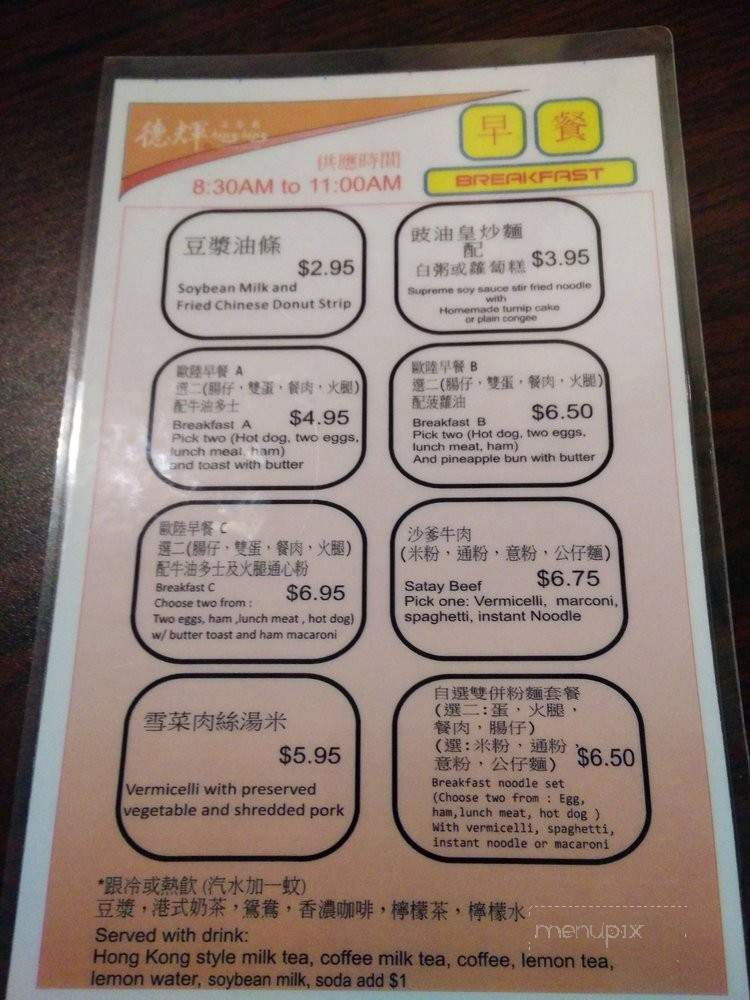 德輝
早餐
供應時間
8:30AM to 11:00AM
BREAKFAST
豆漿油條
$2.95
Soybean Milk and
Fried Chinese Donut Strip
豉油皇炒麵
配
白粥或蘿蔔糕 $3.95
Supreme soy sauce stir fried noodle
with
Homemade turnip cake
or plain congee
歐陸早餐 A
選二(腸仔，雙蛋，餐肉，火腿)
配牛油多士
$4.95
Breakfast A
Pick two (Hot dog, two eggs,
lunch meat, ham)
and toast with butter
歐陸早餐 B
選二(腸仔，雙蛋，餐肉，火腿)
配菠蘿油
$6.50
Breakfast B
Pick two (Hot dog, two eggs,
lunch meat, ham)
And pineapple bun with butter
歐陸早餐 C
選二(腸仔，雙蛋，餐肉，火腿)
配牛油多士及火腿通心粉
Breakfast C
$6.95
Choose two from :
Two eggs, ham ,lunch meat , hot dog)
w/ butter toast and ham macaroni
沙爹牛肉
(米粉，通粉，意粉，公仔麵)
$6.75
Satay Beef
Pick one: Vermicelli, marconi,
spaghetti, instant Noodle
雪菜肉絲湯米
$5.95
Vermicelli with preserved
vegetable and shredded pork
自選雙併粉麵套餐
(選二:蛋，火腿，
餐肉，腸仔)
(選:米粉，通粉，
意粉，公仔麵) $6.50
Breakfast noodle set
(Choose two from : Egg,
ham,lunch meat, hot dog )
With vermicelli, spaghetti,
instant noodle or macaroni
*跟冷或熱飲 (汽水加一蚊)
豆漿，港式奶茶，鴛鴦，香濃咖啡，檸檬茶，檸檬水
Served with drink:
Hong Kong style milk tea, coffee milk tea, coffee, lemon tea,
lemon water, soybean milk, soda add $1
menupix